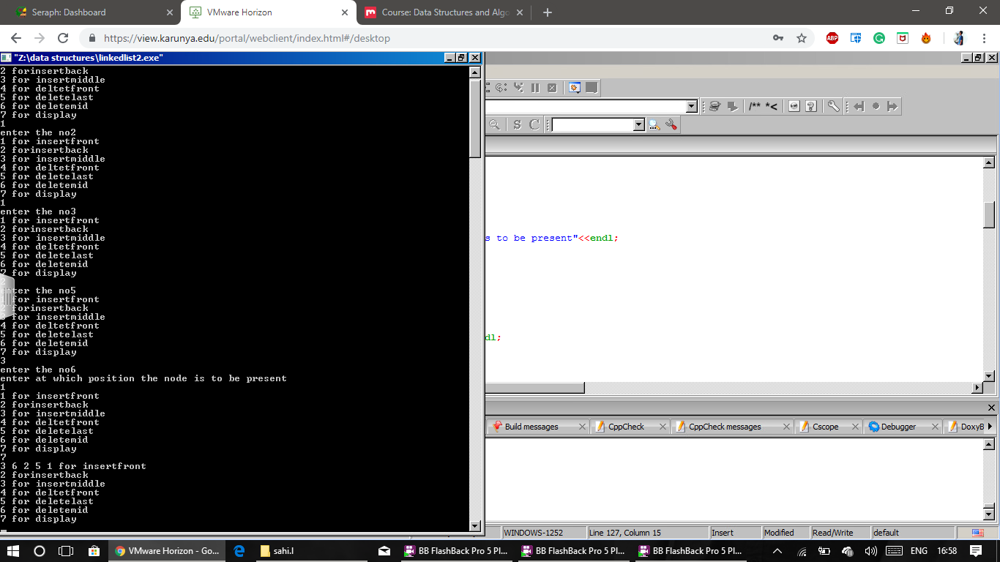 Seraph: Dashboard
VMware Horizon
Course: Data Structures and Algo
https://view.karunya.edu/portal/webclient/index.html#/desktop
ABP
"Z:\data structures\linkedlist2.exe"
2 forinsertback
3 for insertmiddle
4 for deltetfront
5 for deletelast
6 for deletemid
7 for display
1
enter the no2
1 for insertfront
2 forinsertback
3 for insertmiddle
4 for deltetfront
5 for deletelast
6 for deletemid
7 for display
1
enter the no3
1 for insertfront
2 forinsertback
3 for insertmiddle
4 for deltetfront
5 for deletelast
6 for deletemid
7 for display
2
enter the no5
1 for insertfront
2 forinsertback
3 for insertmiddle
4 for deltetfront
5 for deletelast
6 for deletemid
7 for display
3
enter the no6
enter at which position the node is to be present
1
1 for insertfront
2 forinsertback
3 for insertmiddle
4 for deltetfront
5 for deletelast
6 for deletemid
7 for display
7
3 6 2 5 1 for insertfront
2 forinsertback
3 for insertmiddle
4 for deltetfront
5 for deletelast
6 for deletemid
7 for display
/** *<
S C
s to be present"<<endl;
dl;
Build messages
CppCheck
CppCheck messages
Cscope
Debugger
DoxyB
WINDOWS-1252
Line 127, Column 15
Insert
Modified
Read/Write
default
VMware Horizon - Go...
sahi.l
BB FlashBack Pro 5 Pl...
BB FlashBack Pro 5 Pl...
BB FlashBack Pro 5 Pl...
ENG
16:58